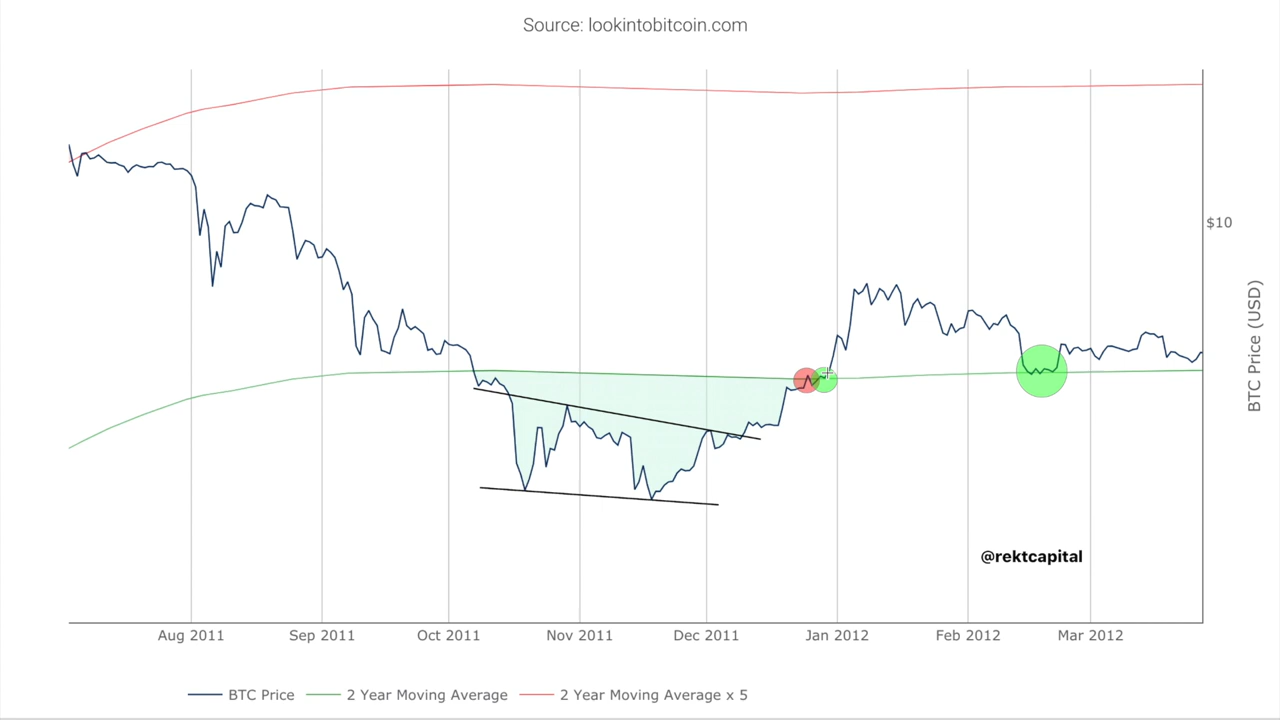 Source: lookintobitcoin.com
$10
BTC Price (USD)
@rektcapital
Aug 2011 Sep 2011 Oct 2011 Nov 2011 Dec 2011 Jan 2012 Feb 2012 Mar 2012
BTC Price 2 Year Moving Average 2 Year Moving Average x 5